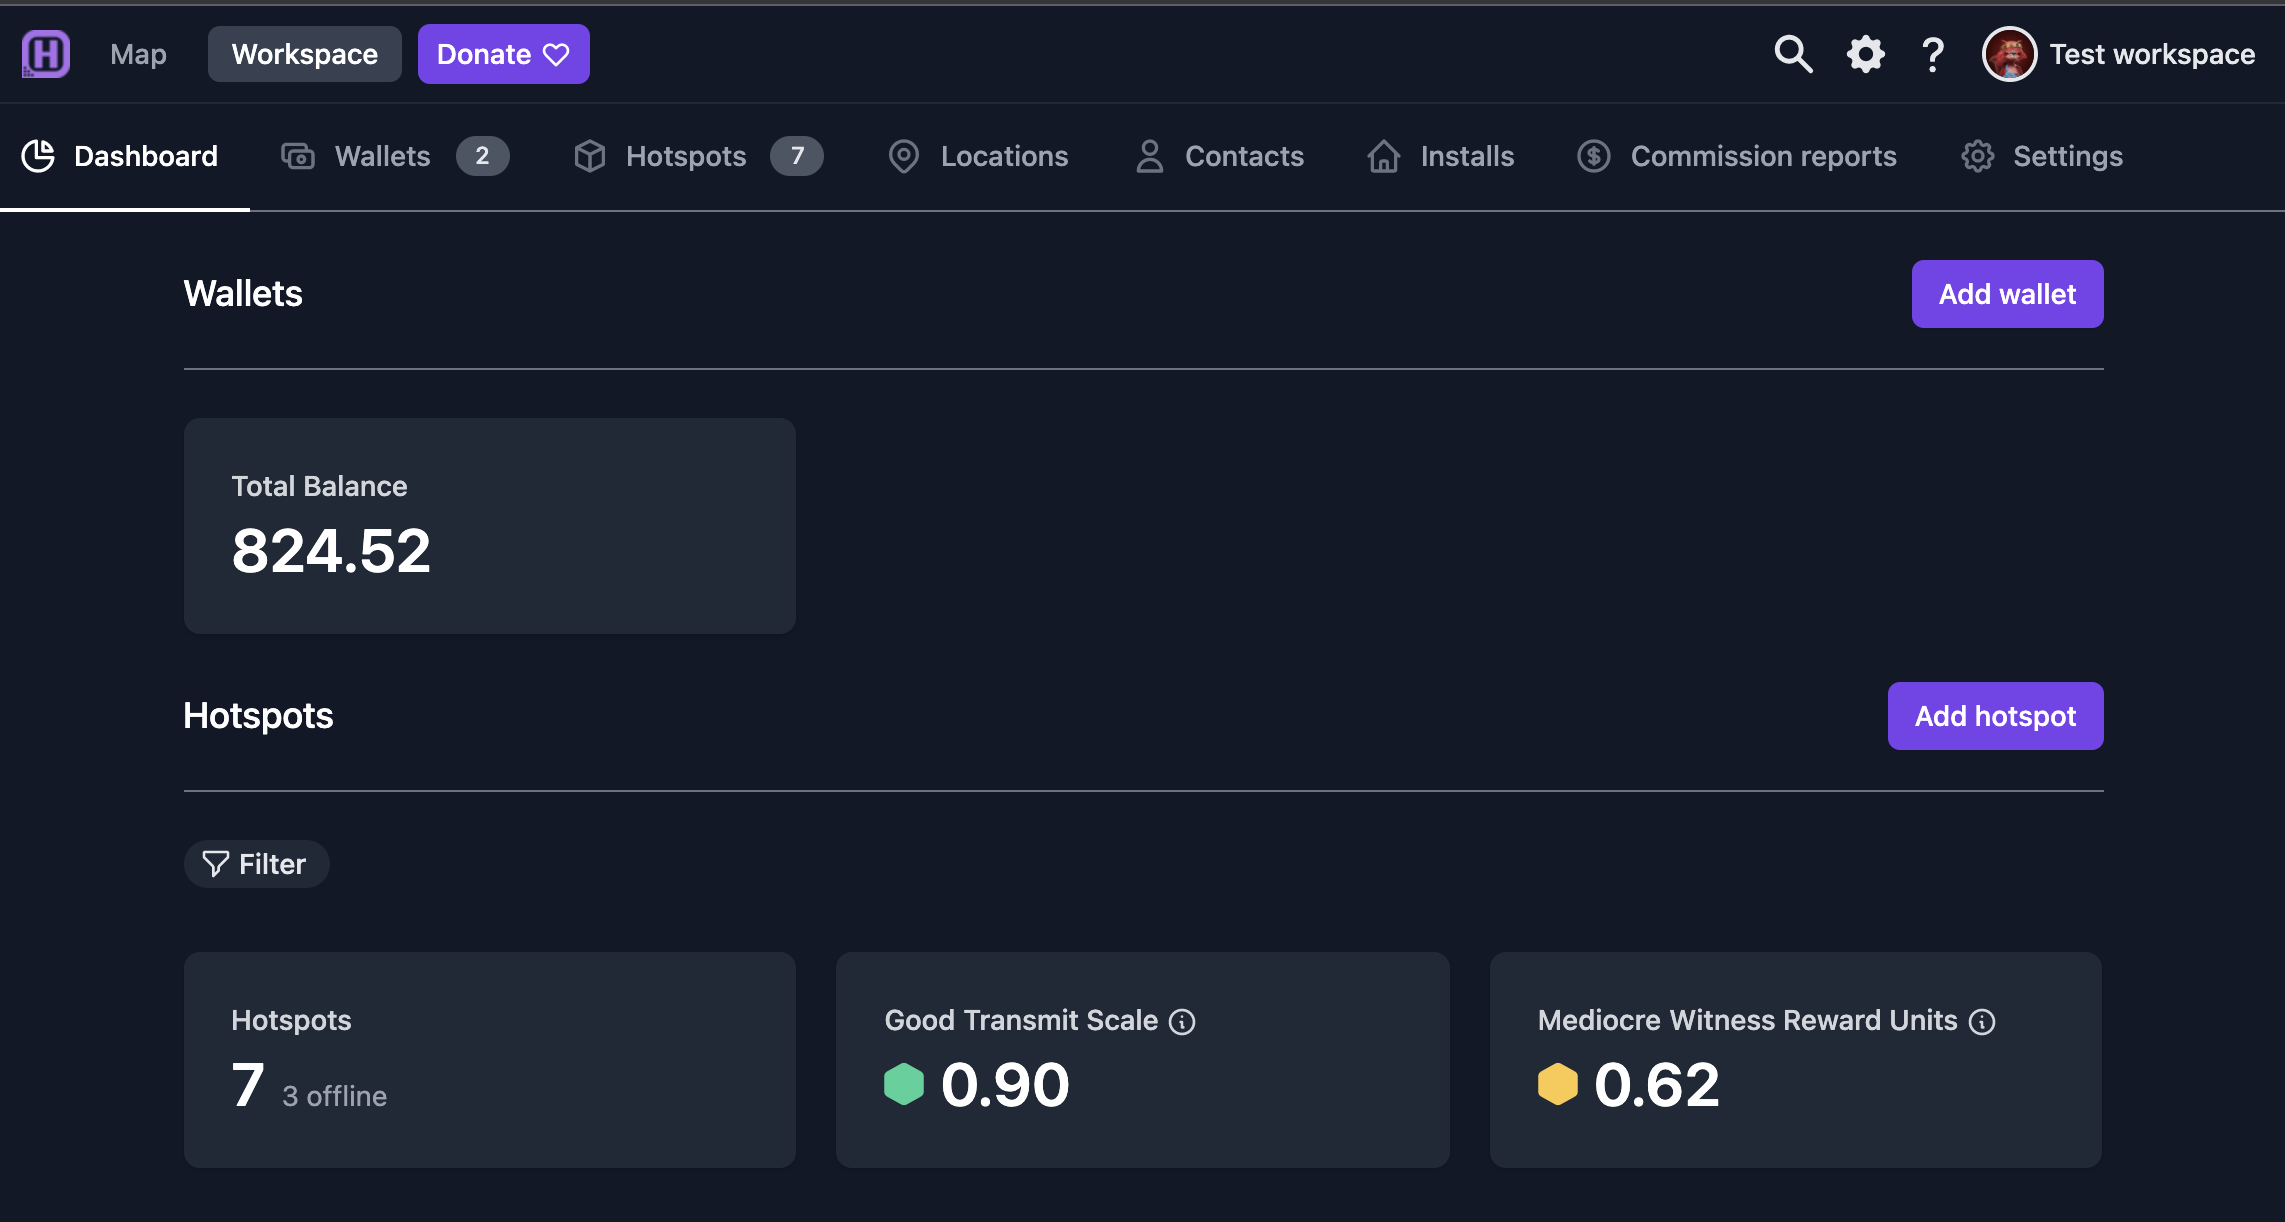 H Map Workspace Donate ? Test workspace
Dashboard Wallets 2 Hotspots 7 Locations Contacts Installs $ Commission reports Settings
Wallets Add wallet
Total Balance
824.52
Hotspots Add hotspot
Filter
Hotspots
7 3 offline
Good Transmit Scale
0.90
Mediocre Witness Reward Units
0.62